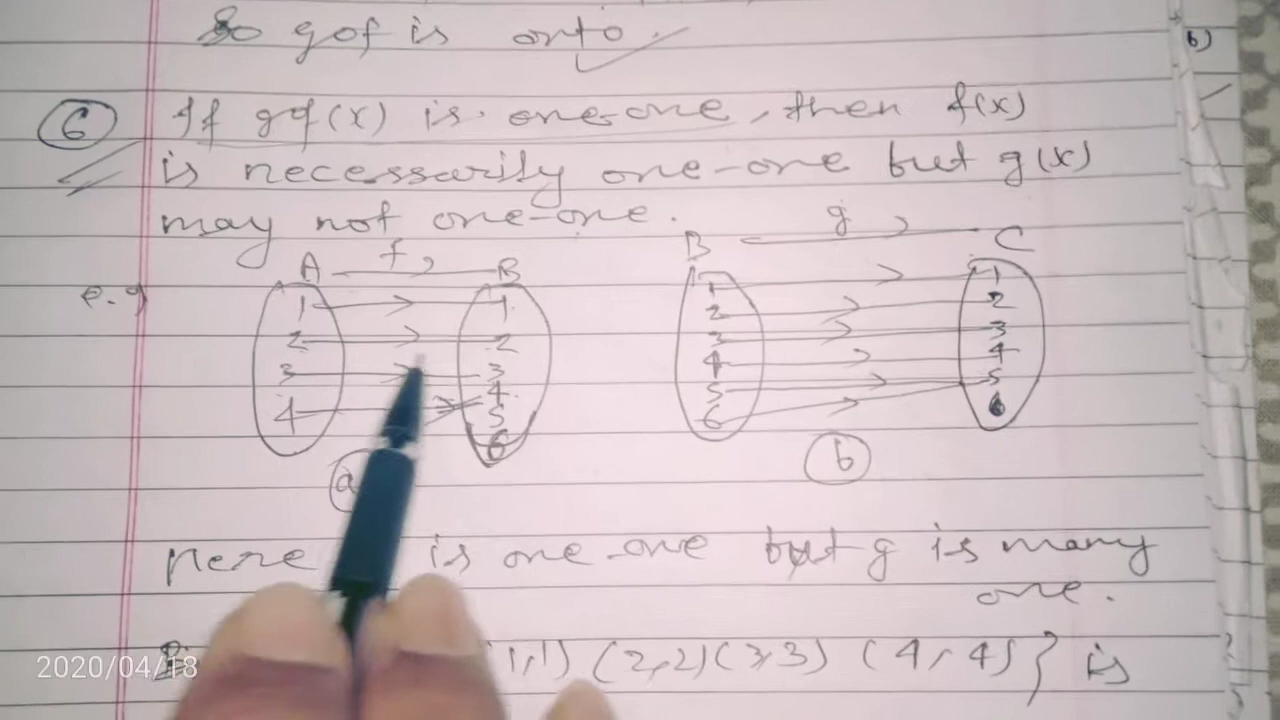 So gof is onto.
b)
6 If gof(x) is one-one, then f(x)
is necessarily one-one but g(x)
may not one-one.
e.g A f B B g C
1 1 1 1
2 2 2 2
3 3 3 3
4 4 4 4
5 5 5
6 6 6
a b
Here is one-one but g is many
one.
1,1) (2,2) (3,3) (4,4)} is
2020/04/18